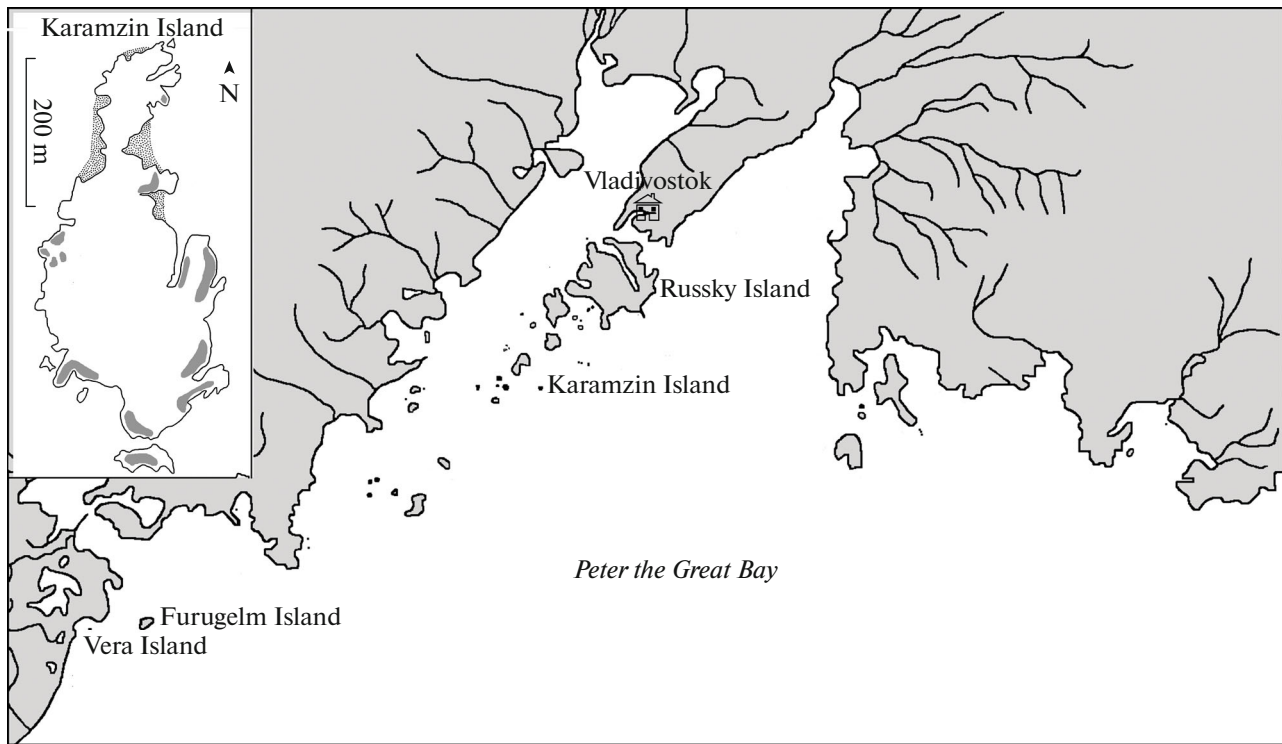 Karamzin Island
N
200 m
Vladivostok
Russky Island
Karamzin Island
Peter the Great Bay
Furugelm Island
Vera Island